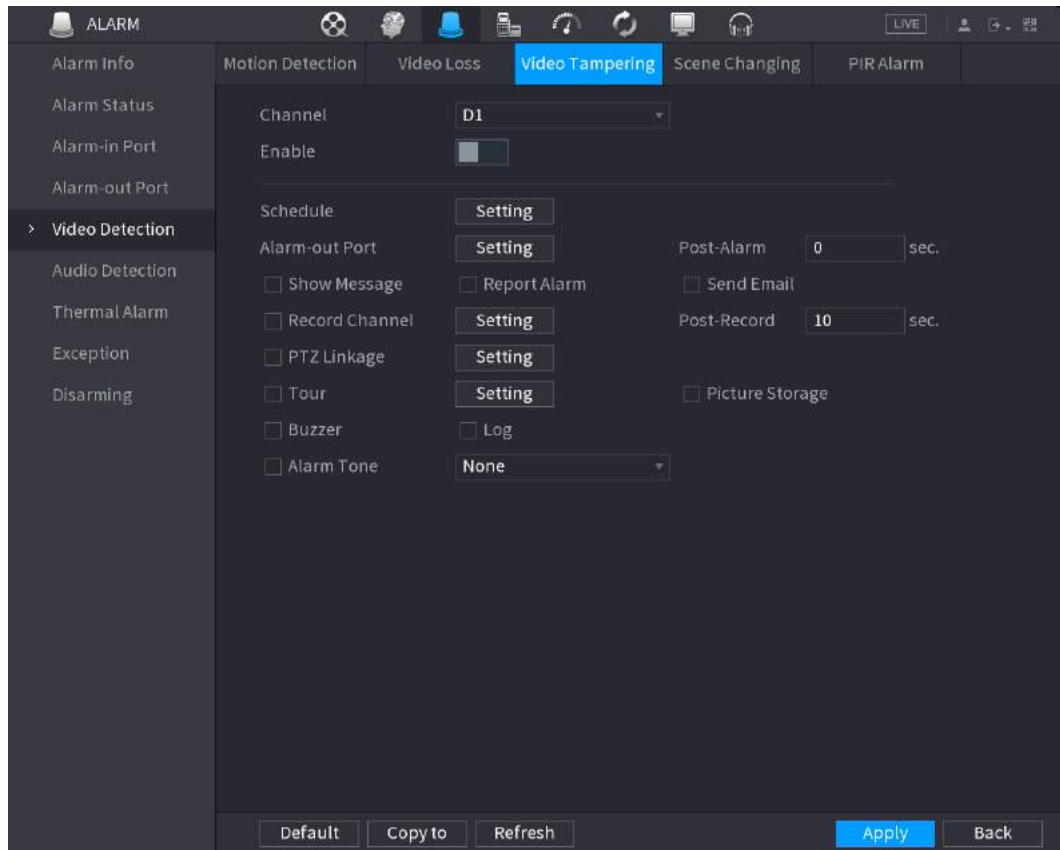 ALARM LIVE
Alarm Info
Alarm Status
Alarm-in Port
Alarm-out Port
> Video Detection
Audio Detection
Thermal Alarm
Exception
Disarming
Motion Detection Video Loss Video Tampering Scene Changing PIR Alarm
Channel D1
Enable
Schedule Setting
Alarm-out Port Setting Post-Alarm 0 sec.
Show Message Report Alarm Send Email
Record Channel Setting Post-Record 10 sec.
PTZ Linkage Setting
Tour Setting Picture Storage
Buzzer Log
Alarm Tone None
Default Copy to Refresh Apply Back